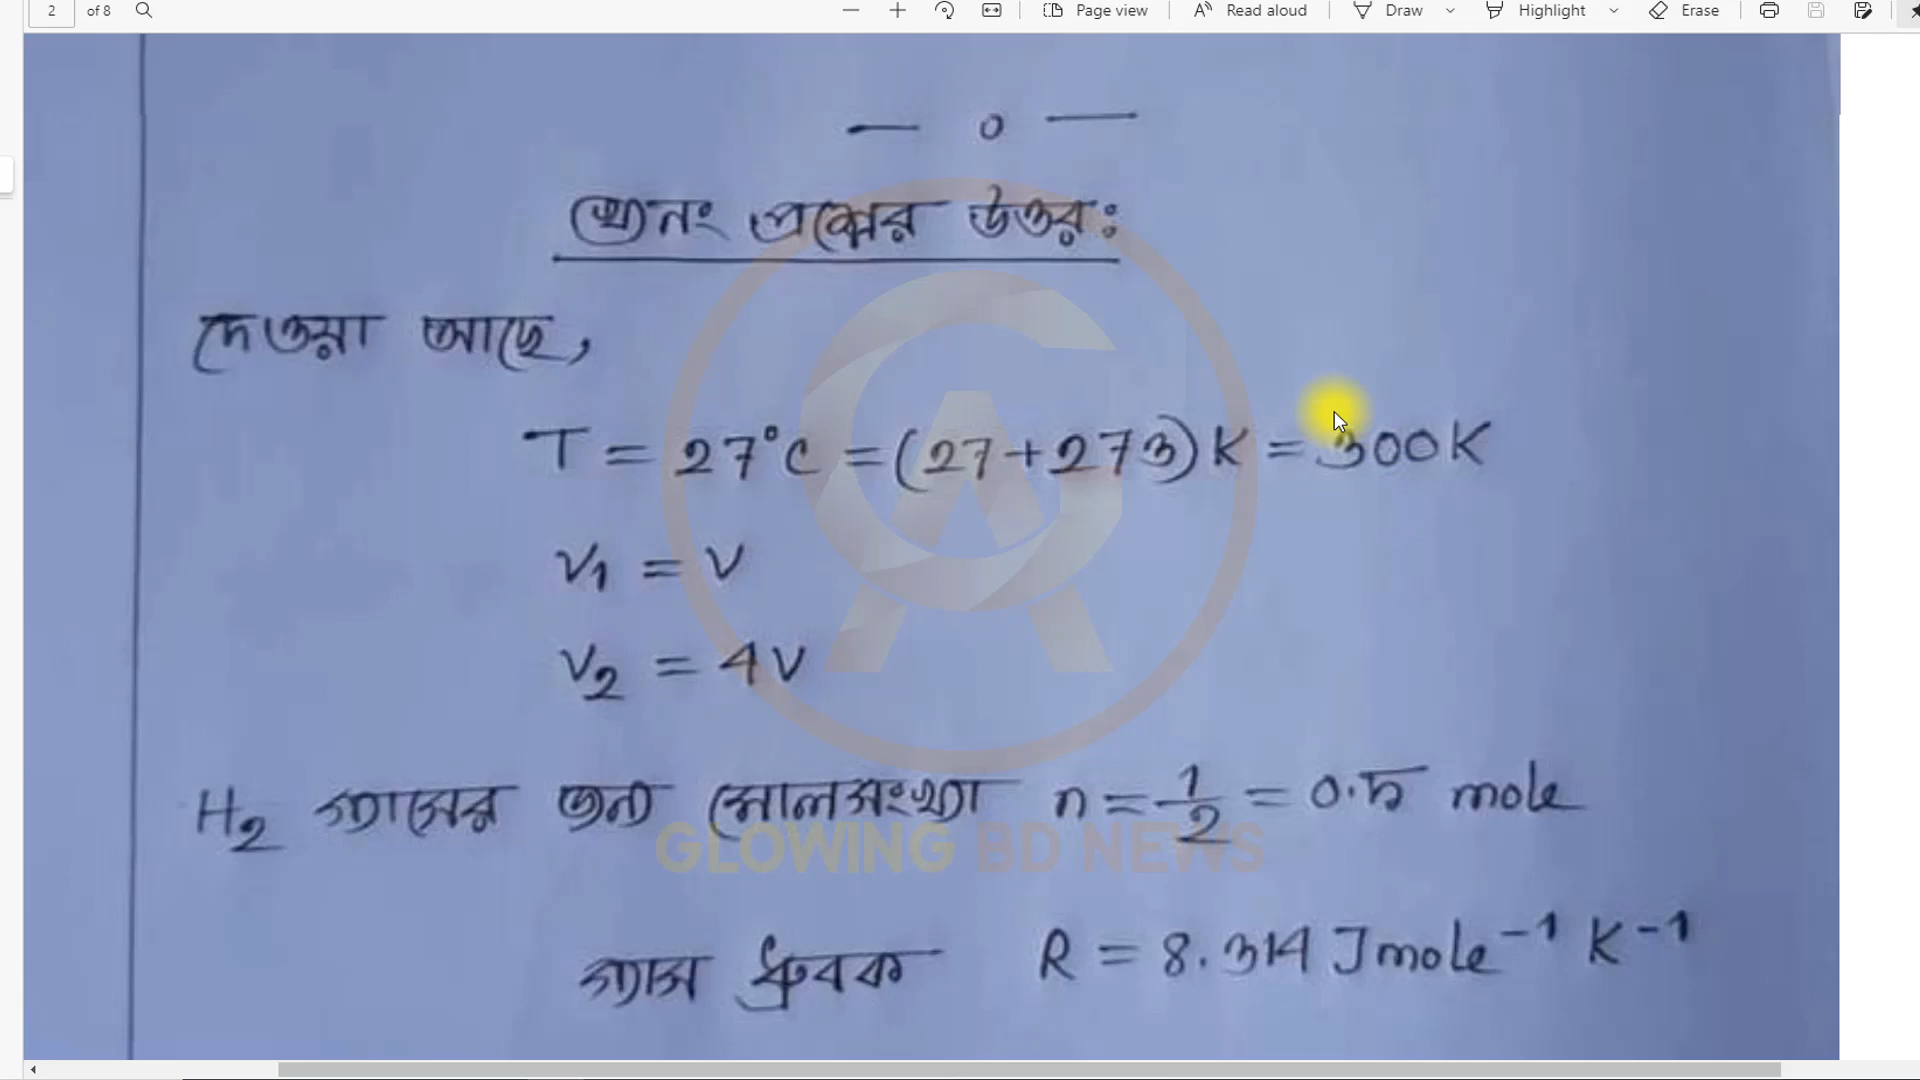 2 of 8 Page view Read aloud Draw Highlight Erase
— 0 —
খনং প্রশ্নের উত্তর:
দেওয়া আছে,
T = 27°C = (27+273) K = 300K
V1 = V
V2 = 4V
H2 গ্যাসের জন্য মোলসংখ্যা n = 1/2 = 0.5 mole
GLOWING BD NEWS
গ্যাস ধ্রুবক R = 8.314 J mole⁻¹ K⁻¹